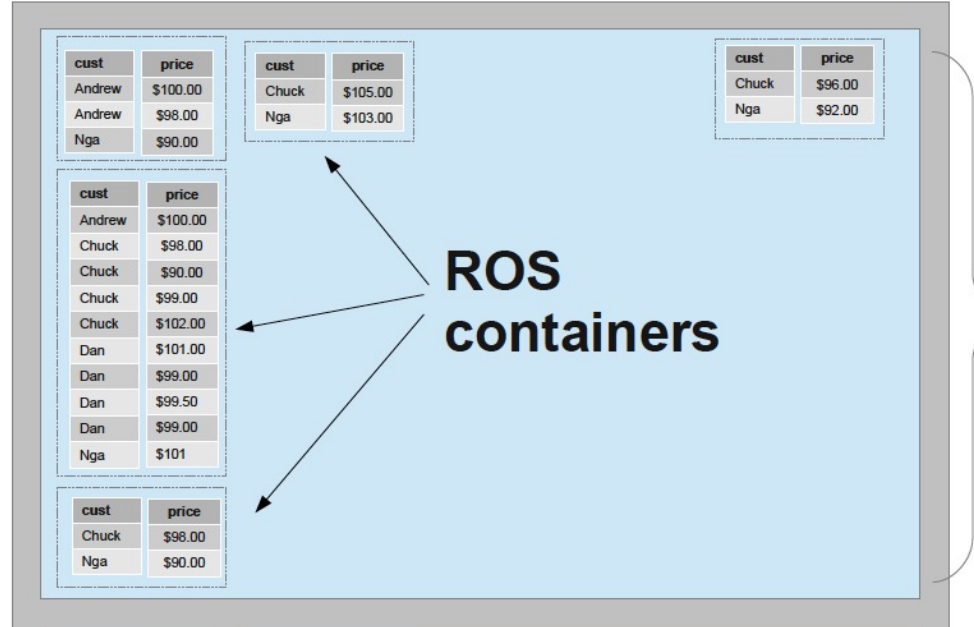 cust price
Andrew $100.00
Andrew $98.00
Nga $90.00
cust price
Chuck $105.00
Nga $103.00
cust price
Chuck $96.00
Nga $92.00
cust price
Andrew $100.00
Chuck $98.00
Chuck $90.00
Chuck $99.00
Chuck $102.00
Dan $101.00
Dan $99.00
Dan $99.50
Dan $99.00
Nga $101
ROS
containers
cust price
Chuck $98.00
Nga $90.00